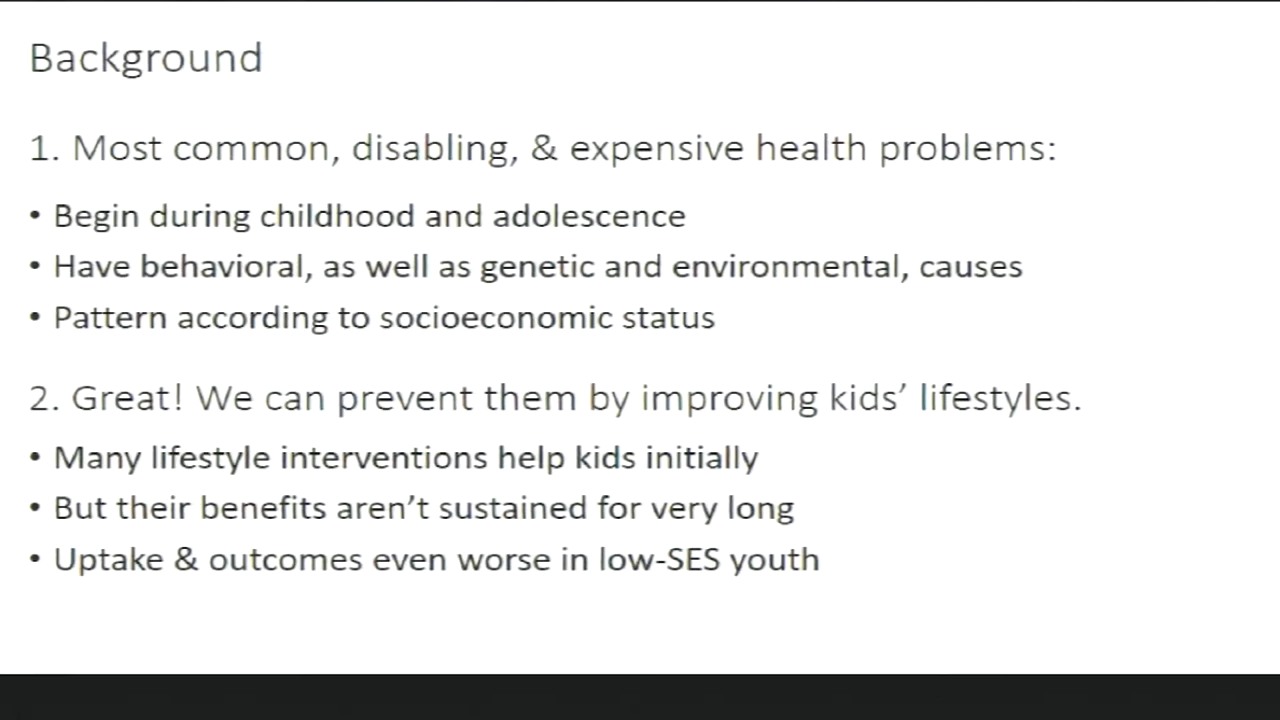 Background
1. Most common, disabling, & expensive health problems:
• Begin during childhood and adolescence
• Have behavioral, as well as genetic and environmental, causes
• Pattern according to socioeconomic status
2. Great! We can prevent them by improving kids’ lifestyles.
• Many lifestyle interventions help kids initially
• But their benefits aren’t sustained for very long
• Uptake & outcomes even worse in low-SES youth